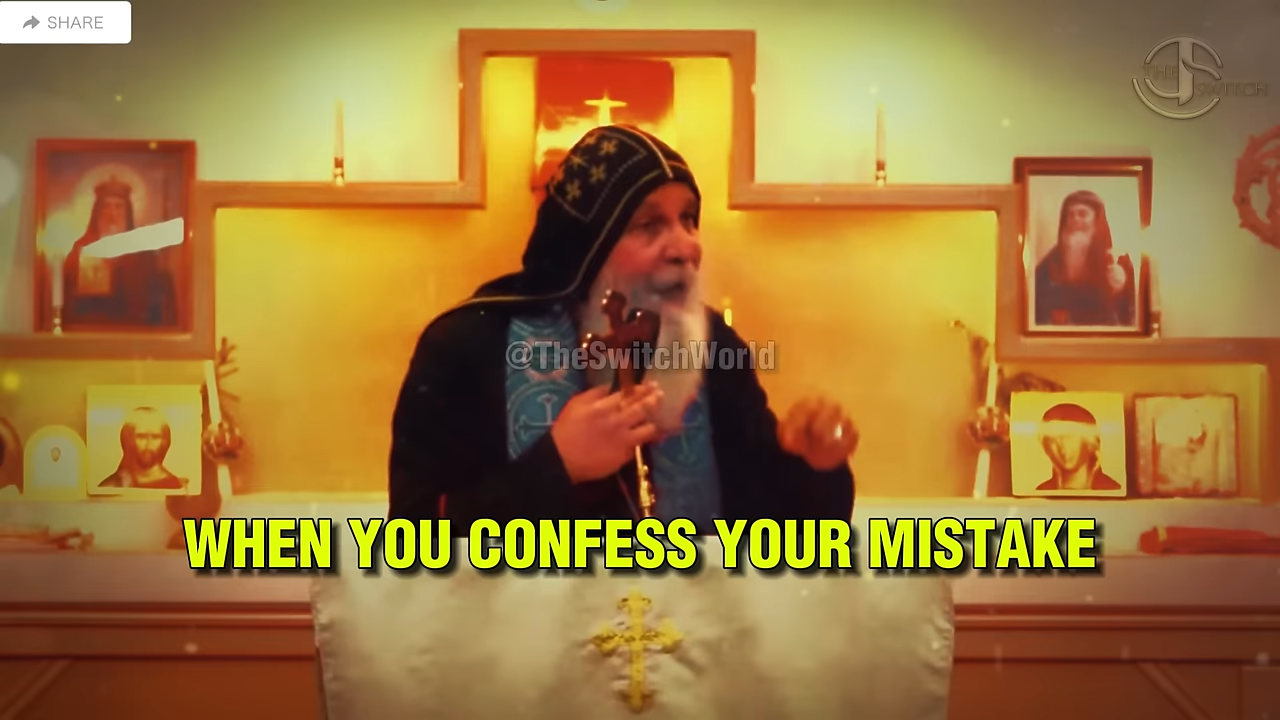 SHARE
THE
SWITCH
@TheSwitchWorld
WHEN YOU CONFESS YOUR MISTAKE